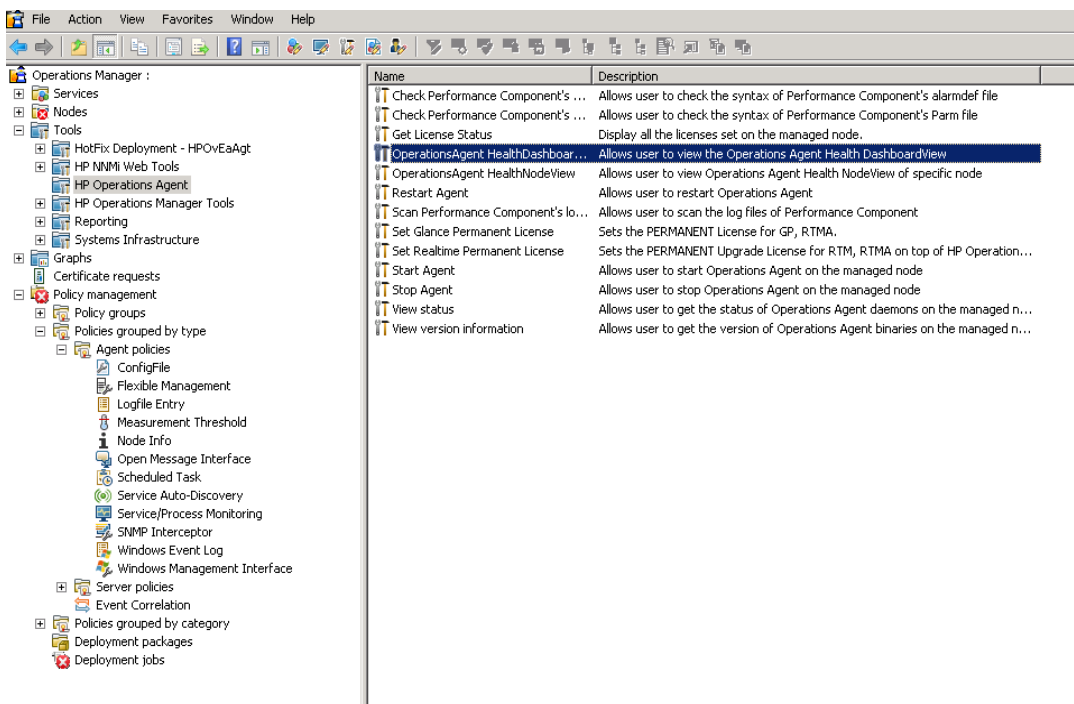 File Action View Favorites Window Help
Operations Manager :
Services
Nodes
Tools
HotFix Deployment - HPOvEaAgt
HP NNMi Web Tools
HP Operations Agent
HP Operations Manager Tools
Reporting
Systems Infrastructure
Graphs
Certificate requests
Policy management
Policy groups
Policies grouped by type
Agent policies
ConfigFile
Flexible Management
Logfile Entry
Measurement Threshold
Node Info
Open Message Interface
Scheduled Task
Service Auto-Discovery
Service/Process Monitoring
SNMP Interceptor
Windows Event Log
Windows Management Interface
Server policies
Event Correlation
Policies grouped by category
Deployment packages
Deployment jobs
Name Description
Check Performance Component's ... Allows user to check the syntax of Performance Component's alarmdef file
Check Performance Component's ... Allows user to check the syntax of Performance Component's Parm file
Get License Status Display all the licenses set on the managed node.
OperationsAgent HealthDashboar... Allows user to view the Operations Agent Health DashboardView
OperationsAgent HealthNodeView Allows user to view Operations Agent Health NodeView of specific node
Restart Agent Allows user to restart Operations Agent
Scan Performance Component's lo... Allows user to scan the log files of Performance Component
Set Glance Permanent License Sets the PERMANENT License for GP, RTMA.
Set Realtime Permanent License Sets the PERMANENT Upgrade License for RTM, RTMA on top of HP Operation...
Start Agent Allows user to start Operations Agent on the managed node
Stop Agent Allows user to stop Operations Agent on the managed node
View status Allows user to get the status of Operations Agent daemons on the managed n...
View version information Allows user to get the version of Operations Agent binaries on the managed n...